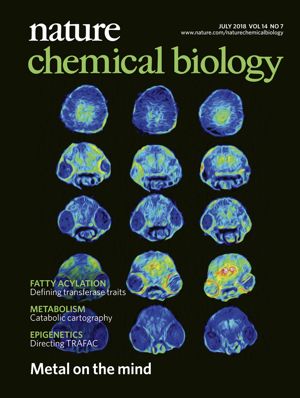 nature
JULY 2018 VOL 14 NO 7
www.nature.com/naturechemicalbiology
chemical biology
FATTY ACYLATION
Defining transferase traits
METABOLISM
Catabolic cartography
EPIGENETICS
Directing TRAFAC
Metal on the mind